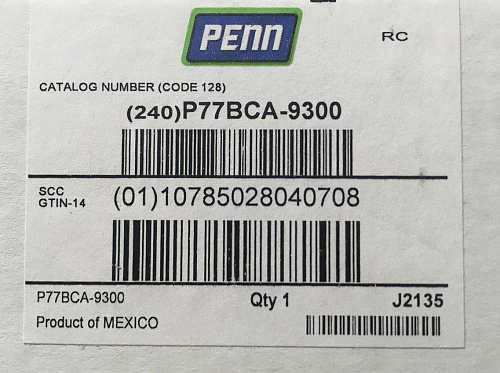 PENN
RC
CATALOG NUMBER (CODE 128)
(240)P77BCA-9300
SCC
GTIN-14
(01)10785028040708
P77BCA-9300
Qty 1
J2135
Product of MEXICO